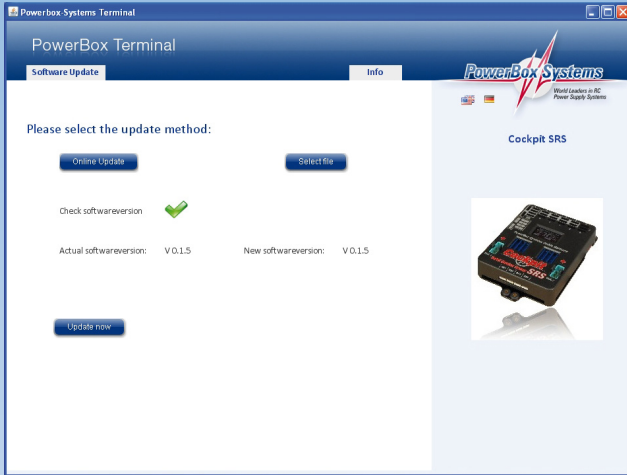 Powerbox-Systems Terminal
PowerBox Terminal
Software Update
Info
PowerBox Systems
World Leaders in RC
Power Supply Systems
Please select the update method:
Cockpit SRS
Online Update
Select file
Check softwareversion
Actual softwareversion: V 0.1.5 New softwareversion: V 0.1.5
SRS
Update now